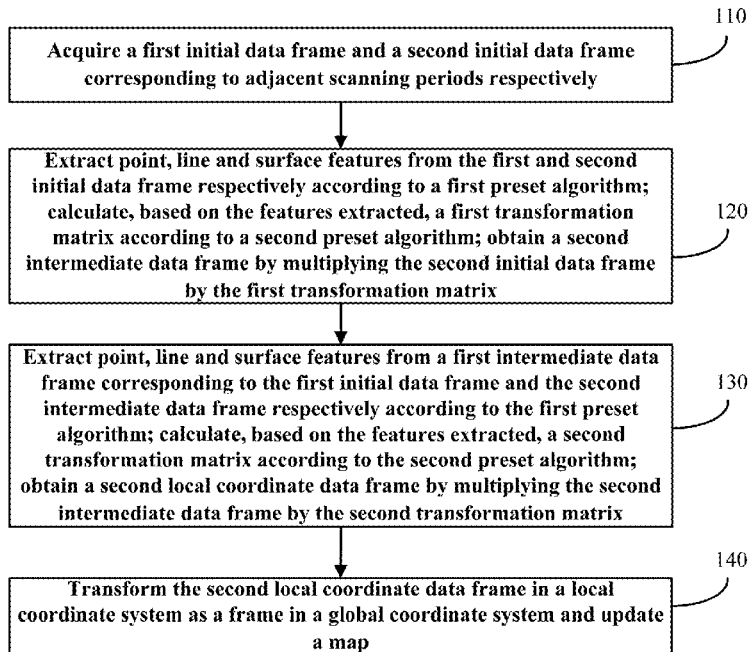 110
Acquire a first initial data frame and a second initial data frame
corresponding to adjacent scanning periods respectively
Extract point, line and surface features from the first and second
initial data frame respectively according to a first preset algorithm;
calculate, based on the features extracted, a first transformation
matrix according to a second preset algorithm; obtain a second
intermediate data frame by multiplying the second initial data frame
by the first transformation matrix
120
Extract point, line and surface features from a first intermediate data
frame corresponding to the first initial data frame and the second
intermediate data frame respectively according to the first preset
algorithm; calculate, based on the features extracted, a second
transformation matrix according to the second preset algorithm;
obtain a second local coordinate data frame by multiplying the second
intermediate data frame by the second transformation matrix
130
140
Transform the second local coordinate data frame in a local
coordinate system as a frame in a global coordinate system and update
a map